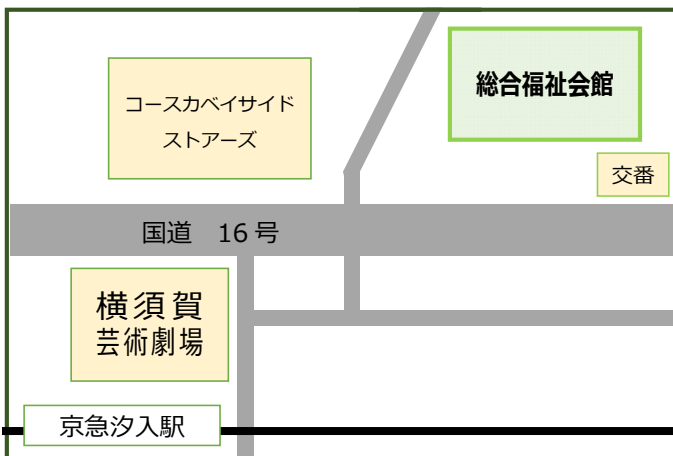 コースカベイサイド
ストアーズ
総合福祉会館
交番
国道　16号
横須賀
芸術劇場
京急汐入駅